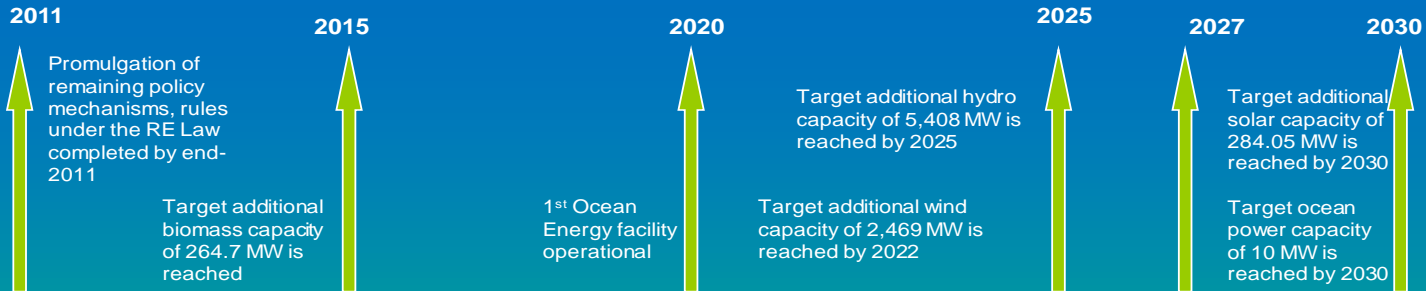 2011
2015
2020
2025
2027
2030
Promulgation of
remaining policy
mechanisms, rules
under the RE Law
completed by end-
2011
Target additional
biomass capacity
of 264.7 MW is
reached
1st Ocean
Energy facility
operational
Target additional hydro
capacity of 5,408 MW is
reached by 2025
Target additional wind
capacity of 2,469 MW is
reached by 2022
Target additional
solar capacity of
284.05 MW is
reached by 2030
Target ocean
power capacity
of 10 MW is
reached by 2030